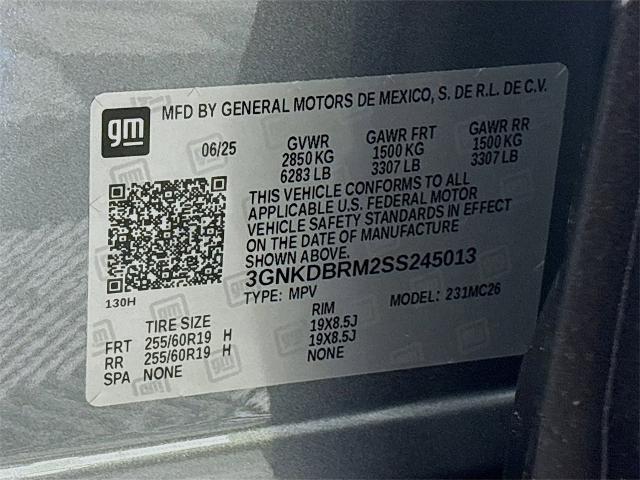 gm
MFD BY GENERAL MOTORS DE MEXICO, S. DE R.L. DE C.V.
06/25 GVWR GAWR FRT GAWR RR
2850 KG 1500 KG 1500 KG
6283 LB 3307 LB 3307 LB
THIS VEHICLE CONFORMS TO ALL
APPLICABLE U.S. FEDERAL MOTOR
VEHICLE SAFETY STANDARDS IN EFFECT
ON THE DATE OF MANUFACTURE
SHOWN ABOVE.
3GNKDBRM2SS245013
130H TYPE: MPV MODEL: 231MC26
TIRE SIZE RIM
FRT 255/60R19 H 19X8.5J
RR 255/60R19 H 19X8.5J
SPA NONE NONE